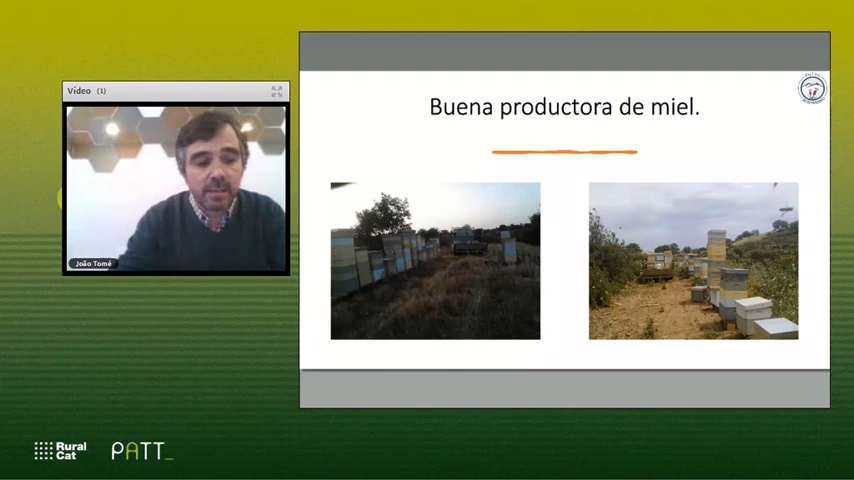 Vídeo (1)
João Tomé
Buena productora de miel.
Rural
Cat
PATT_